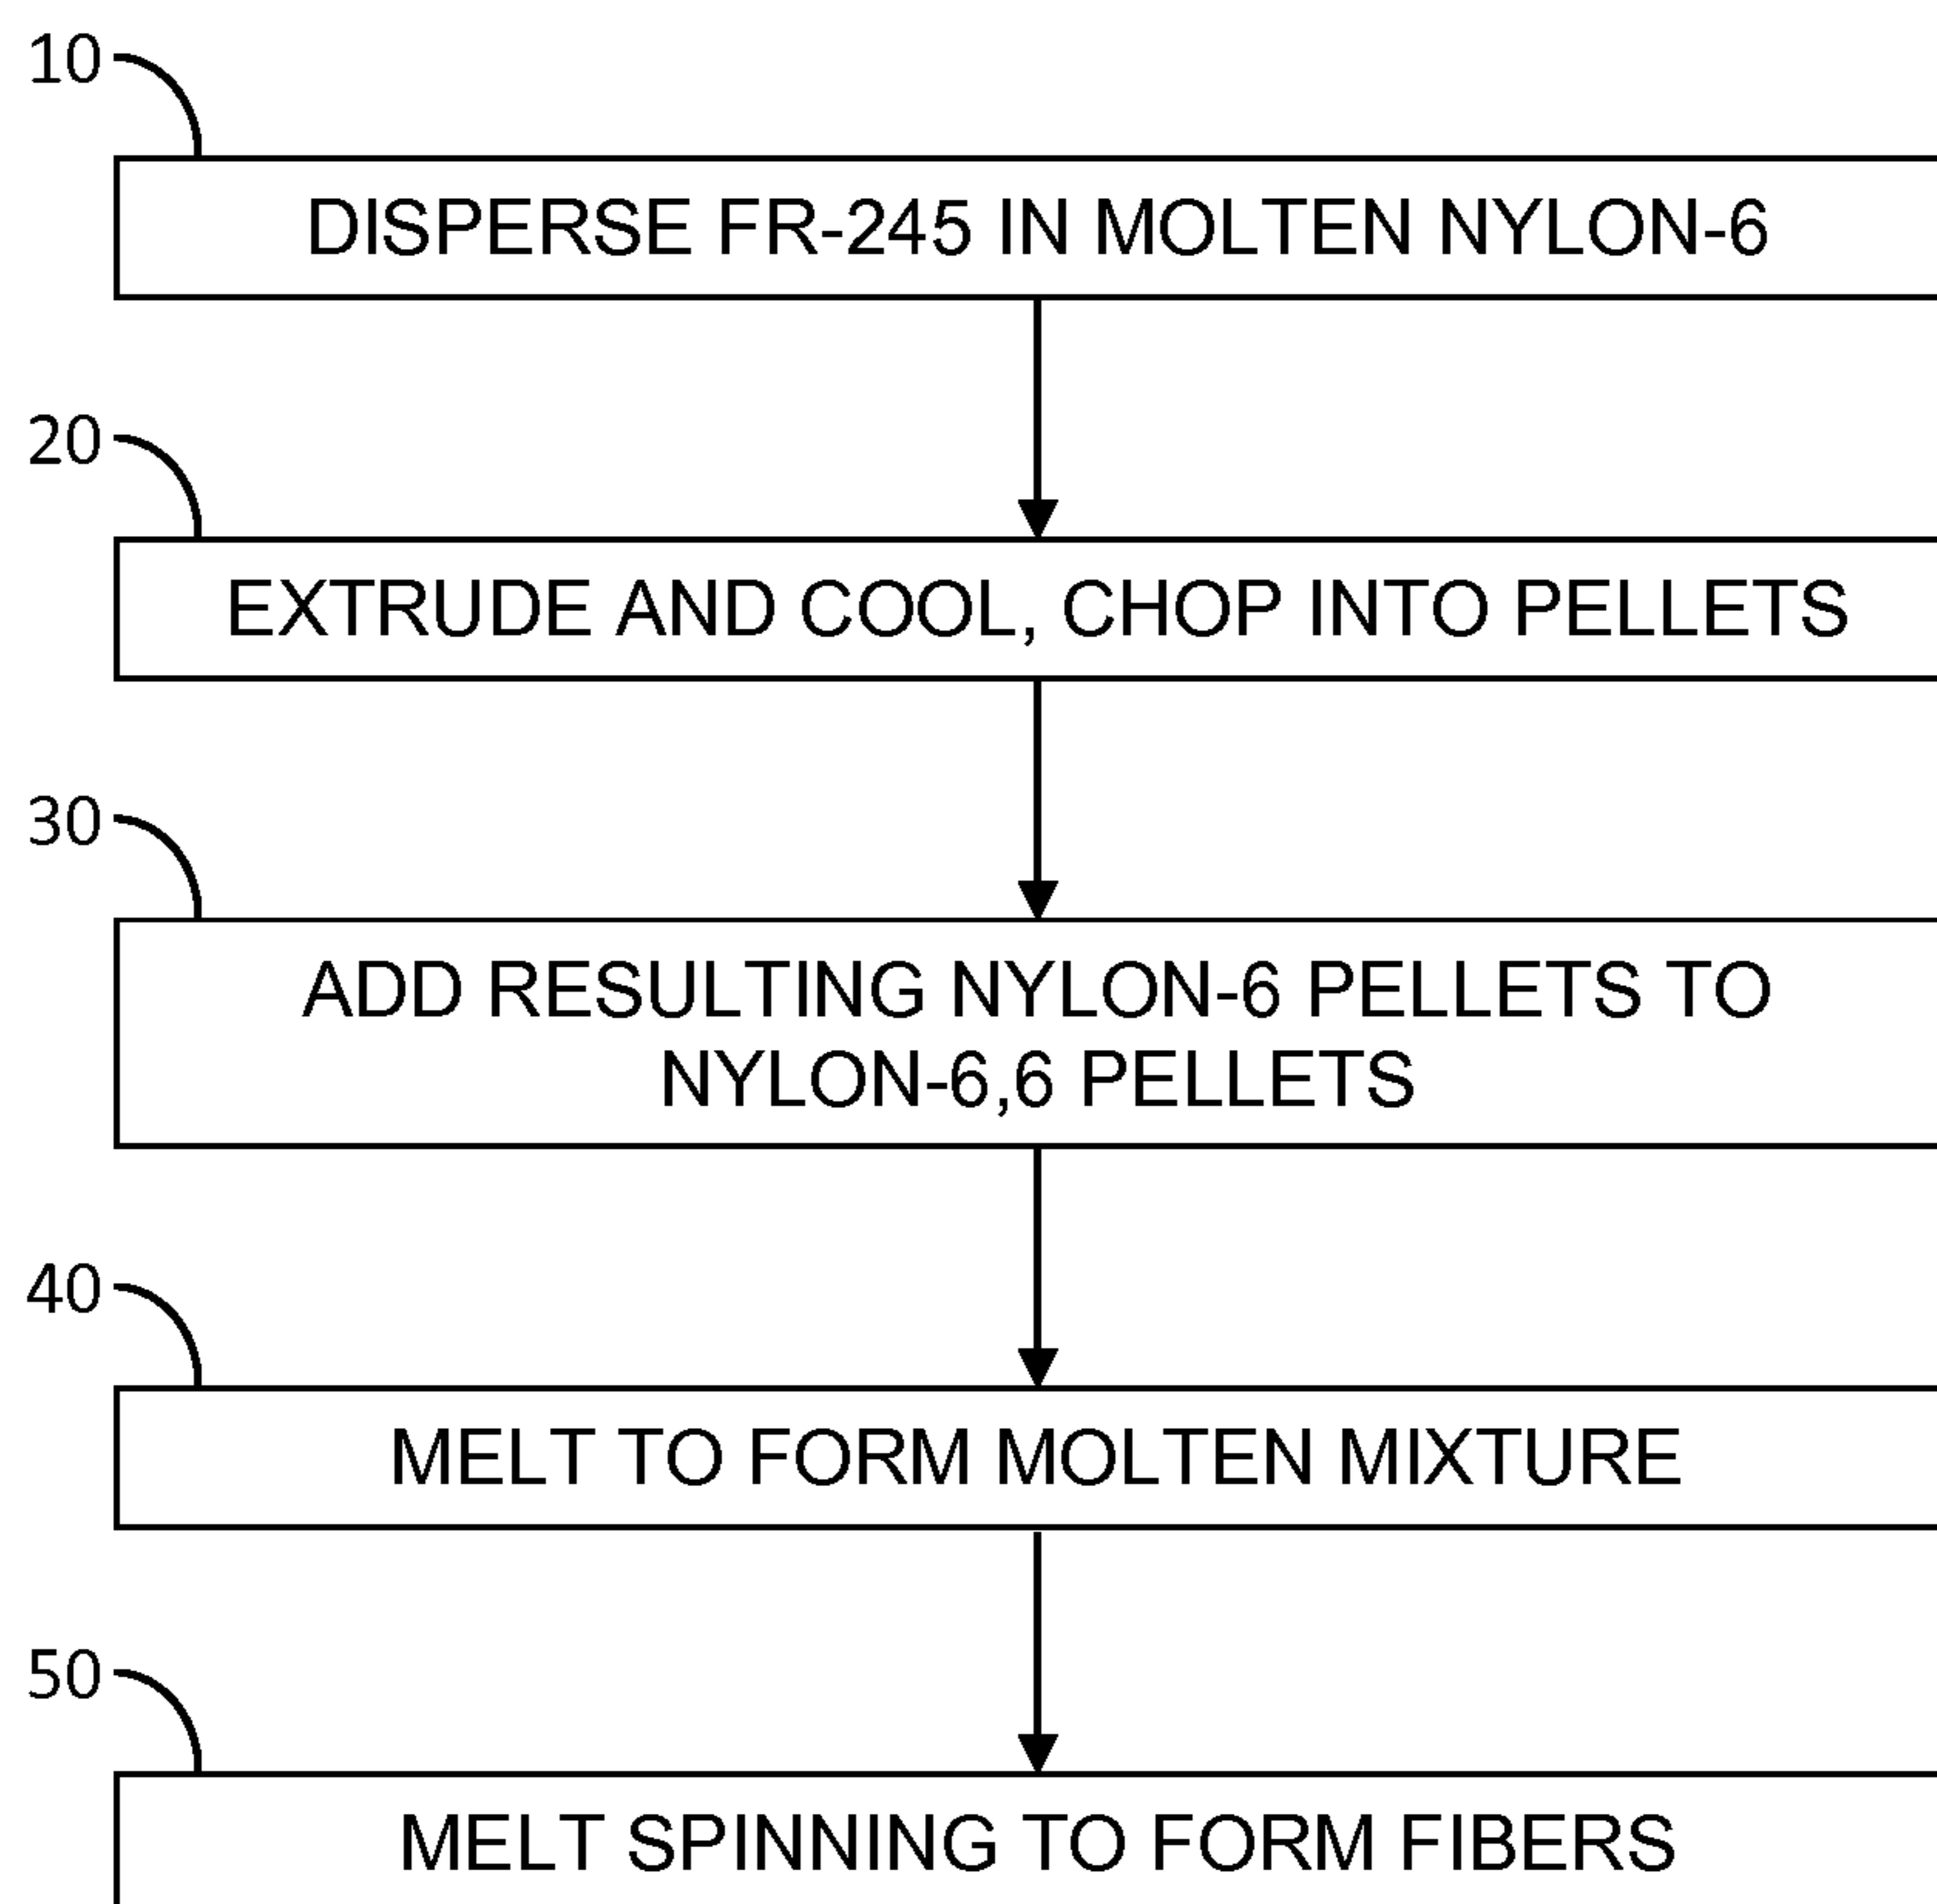 10
DISPERSE FR-245 IN MOLTEN NYLON-6
20
EXTRUDE AND COOL, CHOP INTO PELLETS
30
ADD RESULTING NYLON-6 PELLETS TO
NYLON-6,6 PELLETS
40
MELT TO FORM MOLTEN MIXTURE
50
MELT SPINNING TO FORM FIBERS